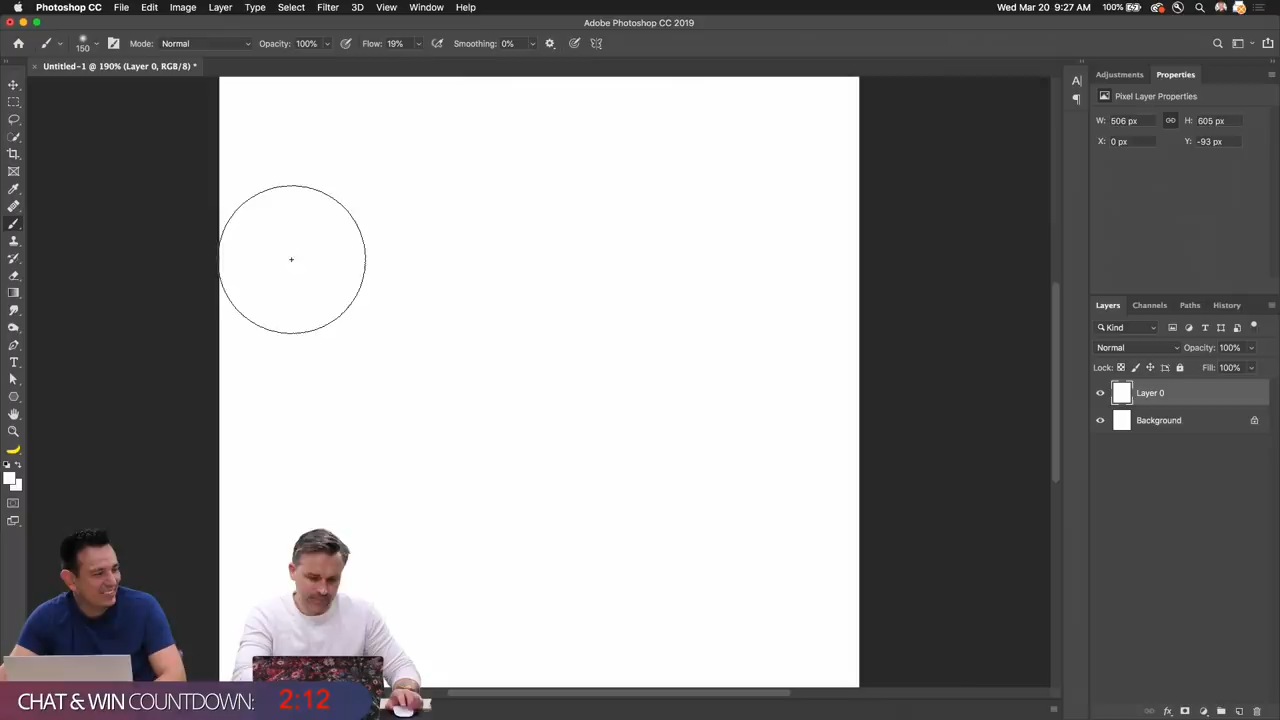 Photoshop CC File Edit Image Layer Type Select Filter 3D View Window Help 100% Wed Mar 20 9:27 AM
Adobe Photoshop CC 2019
150 Mode: Normal Opacity: 100% Flow: 19% Smoothing: 0%
Untitled-1 @ 190% (Layer 0, RGB/8) *
Adjustments Properties
Pixel Layer Properties
W: 506 px H: 605 px
X: 0 px Y: -93 px
Layers Channels Paths History
Kind
Normal Opacity: 100%
Lock: Fill: 100%
Layer 0
Background
CHAT & WIN COUNTDOWN: 2:12